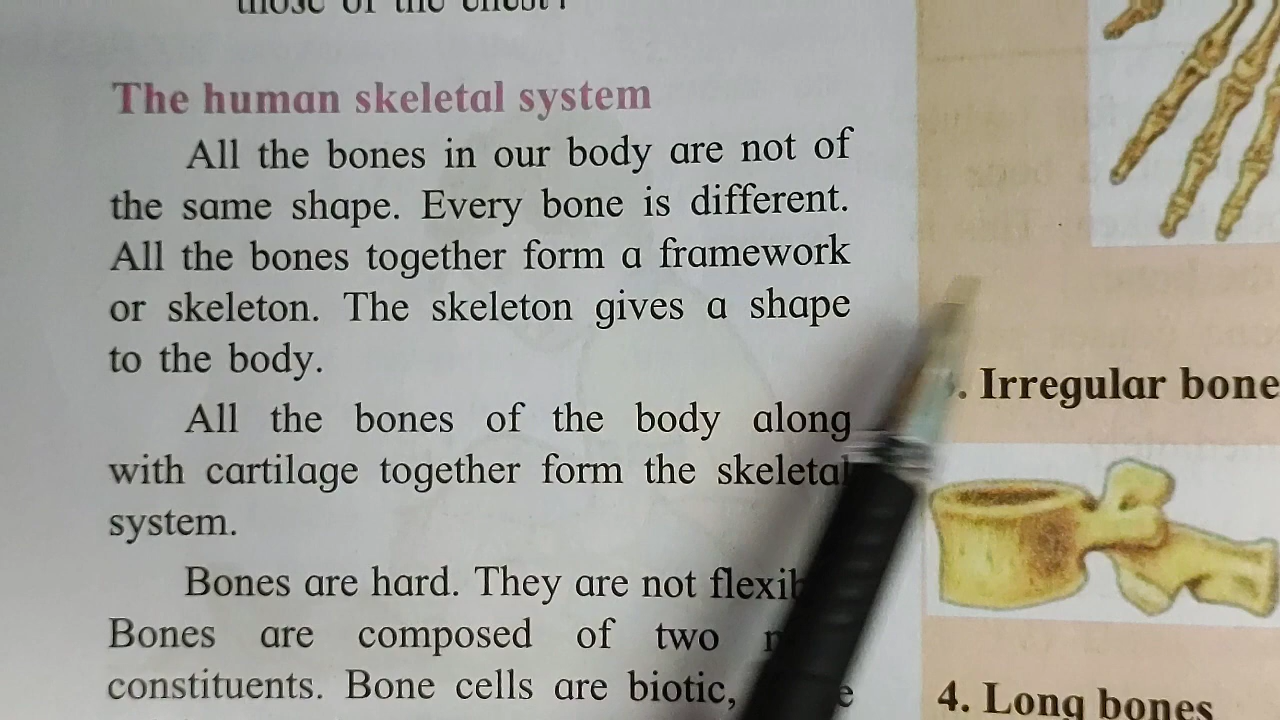 The human skeletal system
All the bones in our body are not of
the same shape. Every bone is different.
All the bones together form a framework
or skeleton. The skeleton gives a shape
to the body.
All the bones of the body along
with cartilage together form the skeletal
system.
Bones are hard. They are not
Bones are composed of two
constituents. Bone cells are biotic,
. Irregular bone
4. Long bones